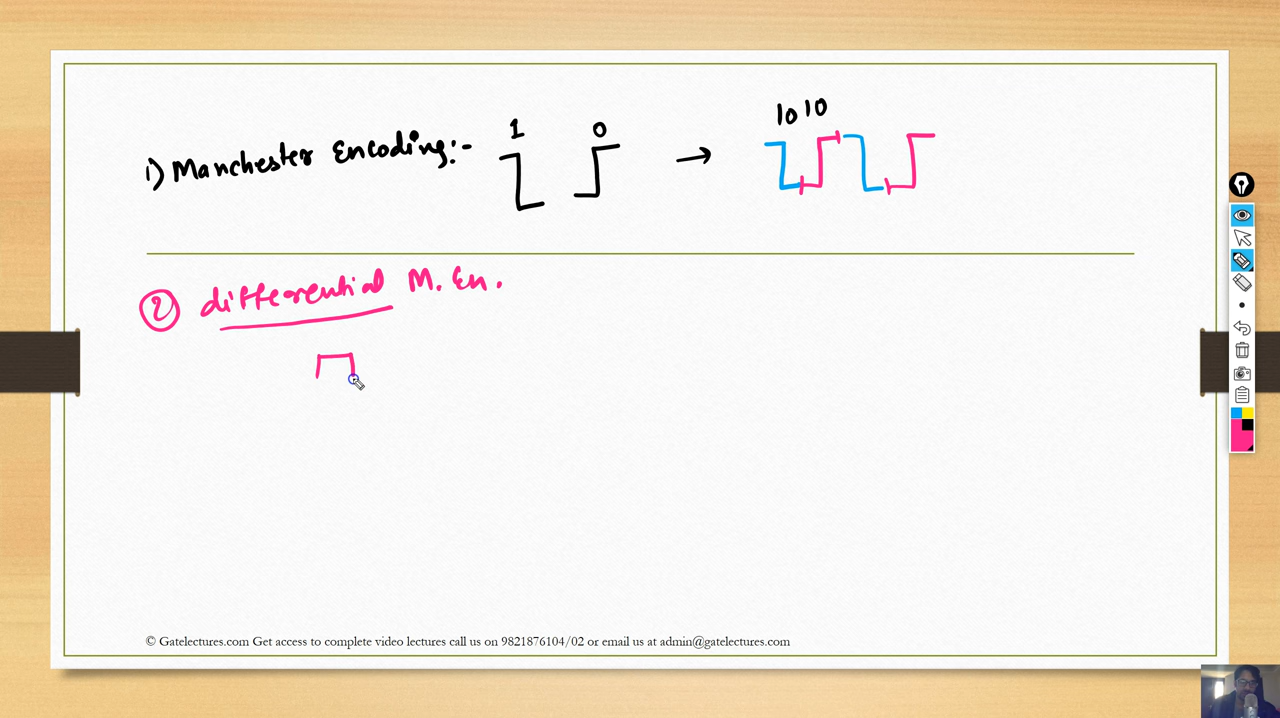 1) Manchester Encoding:- 1 0 → 1010
② differential M. En.
© Gatelectures.com Get access to complete video lectures call us on 9821876104/02 or email us at admin@gatelectures.com